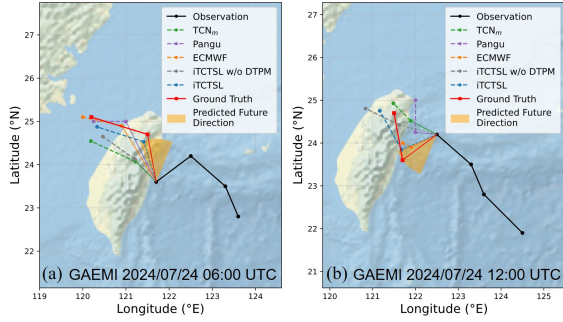 Observation
TCNm
Pangu
ECMWF
iTCTSL w/o DTPM
iTCTSL
Ground Truth
Predicted Future
Direction
27
26
25
24
23
22
Latitude (°N)
(a) GAEMI 2024/07/24 06:00 UTC
119 120 121 122 123 124
Longitude (°E)
Observation
TCNm
Pangu
ECMWF
iTCTSL w/o DTPM
iTCTSL
Ground Truth
Predicted Future
Direction
27
26
25
24
23
22
21
Latitude (°N)
(b) GAEMI 2024/07/24 12:00 UTC
120 121 122 123 124 125
Longitude (°E)